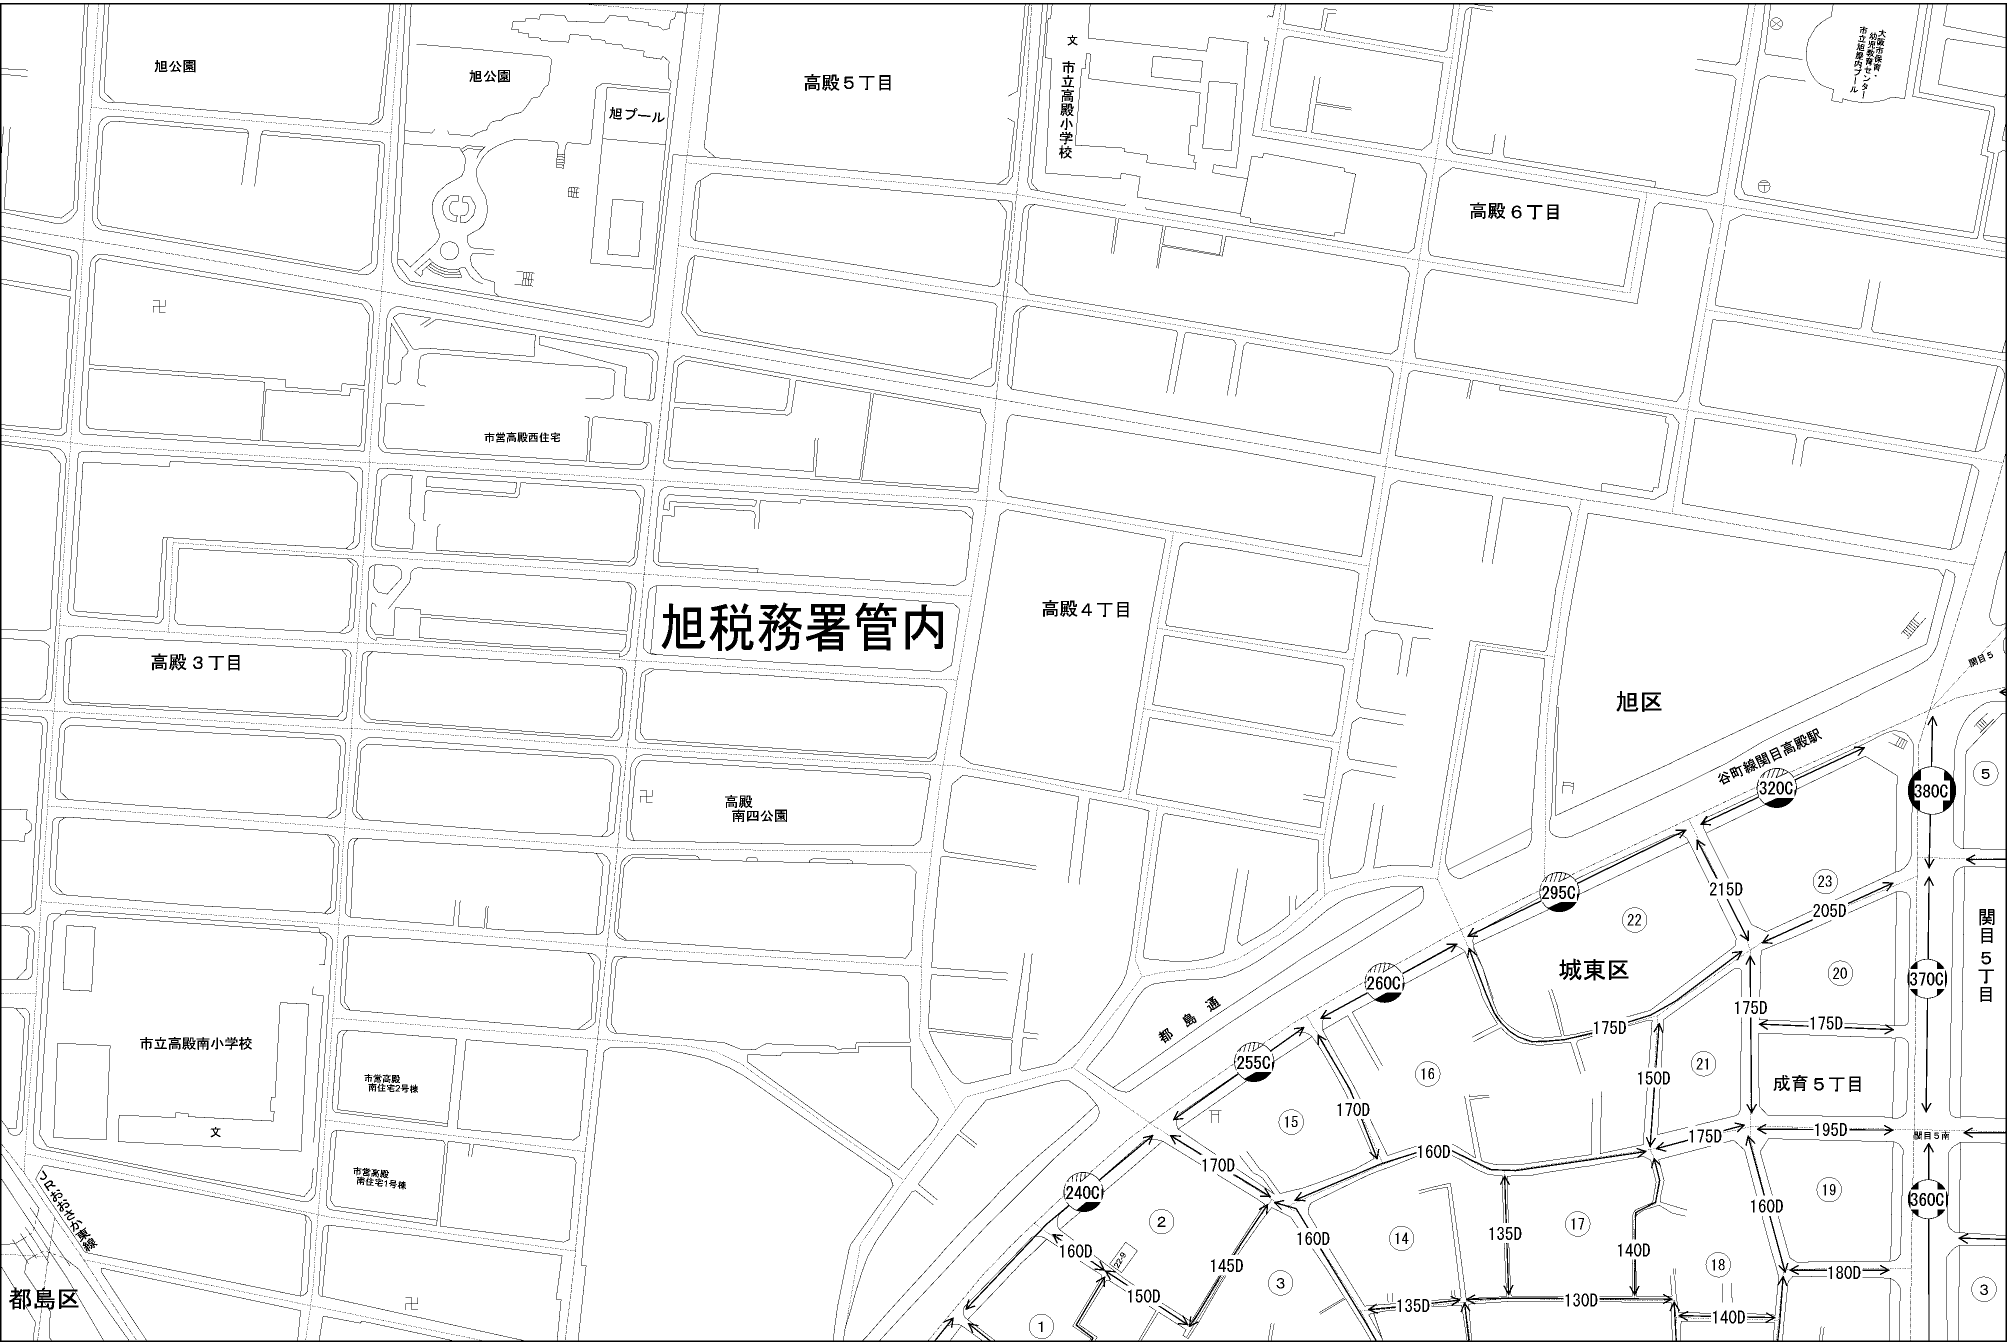 旭公園
旭公園
旭プール
高殿5丁目
文
市立高殿小学校
大阪市保育・
幼児教育センター
市立旭屋内プール
高殿6丁目
市営高殿西住宅
高殿4丁目
旭税務署管内
高殿3丁目
関目5
旭区
谷町線関目高殿駅
320C
380C
5
高殿
南四公園
295C
215D
23
205D
22
関目5丁目
城東区
20
370C
260C
都島通
175D
175D
175D
市立高殿南小学校
255C
16
21
150D
成育5丁目
市営高殿
南住宅2号棟
170D
15
文
175D
195D
関目5南
160D
170D
市営高殿
南住宅1号棟
240C
19
360C
160D
JRおおさか東線
2
135D
17
14
160D
160D
140D
22-9
145D
18
180D
3
3
150D
都島区
135D
130D
140D
1